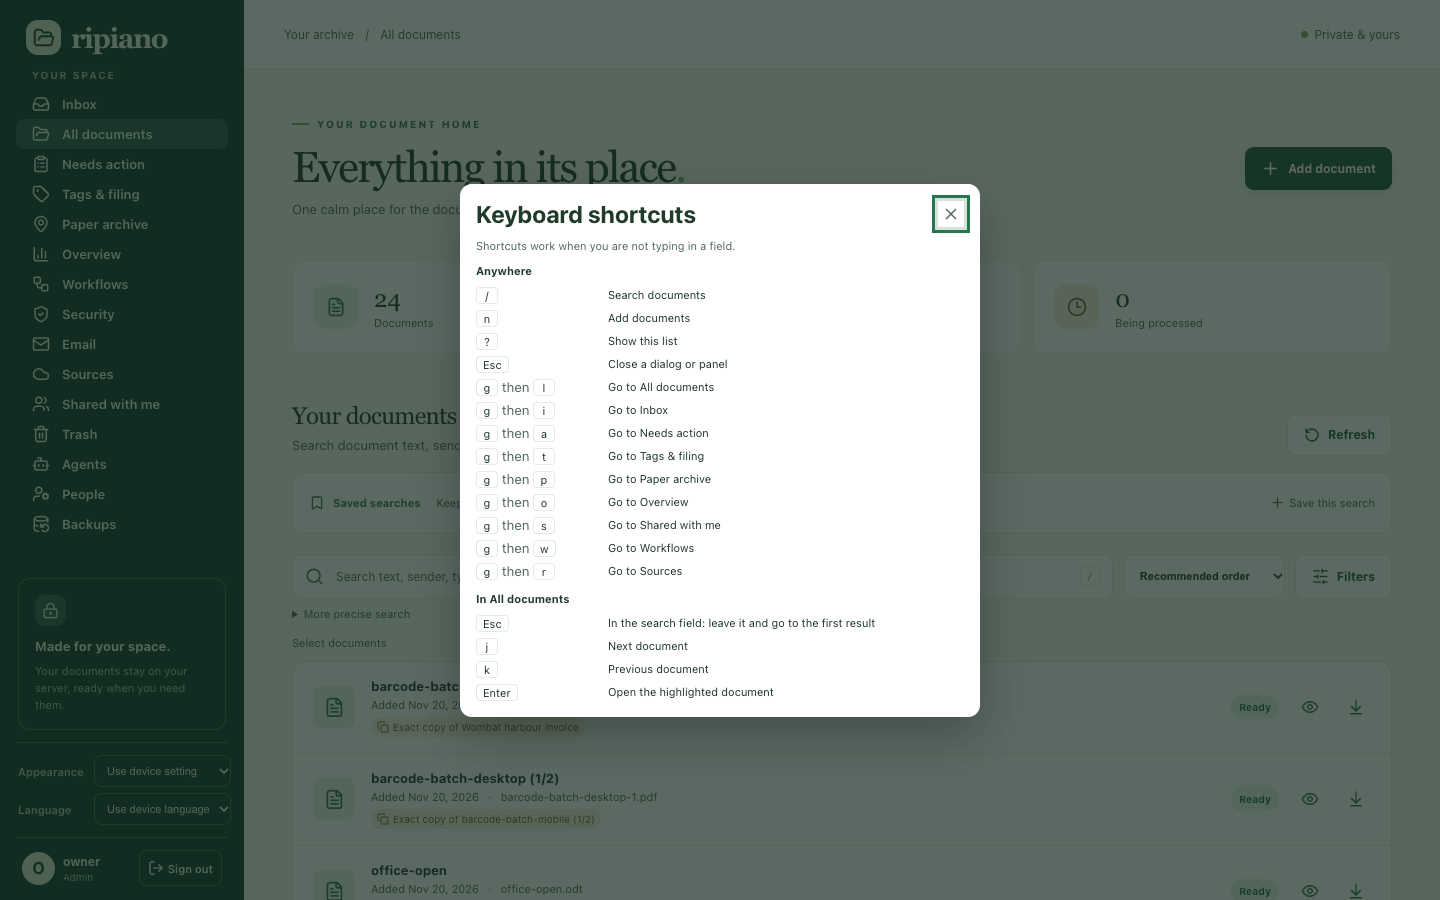 ripiano
YOUR SPACE
Inbox
All documents
Needs action
Tags & filing
Paper archive
Overview
Workflows
Security
Email
Sources
Shared with me
Trash
Agents
People
Backups
Made for your space.
Your documents stay on your
server, ready when you need
them.
Appearance Use device setting
Language Use device language
O owner
Admin
Sign out
Your archive / All documents
Private & yours
YOUR DOCUMENT HOME
Everything in its place.
Add document
One calm place for the
24
Documents
0
Being processed
Your documents
Search document text,
Refresh
Saved searches
Save this search
Search text, sender,
/
Recommended order
Filters
More precise search
Select documents
Added Nov 20,
Exact copy of Wombat harbour invoice
Ready
barcode-batch-desktop (1/2)
Added Nov 20, 2026 · barcode-batch-desktop-1.pdf
Exact copy of barcode-batch-mobile (1/2)
Ready
office-open
Added Nov 20, 2026 · office-open.odt
Ready
Keyboard shortcuts
Shortcuts work when you are not typing in a field.
Anywhere
/ Search documents
n Add documents
? Show this list
Esc Close a dialog or panel
g then l Go to All documents
g then i Go to Inbox
g then a Go to Needs action
g then t Go to Tags & filing
g then p Go to Paper archive
g then o Go to Overview
g then s Go to Shared with me
g then w Go to Workflows
g then r Go to Sources
In All documents
Esc In the search field: leave it and go to the first result
j Next document
k Previous document
Enter Open the highlighted document